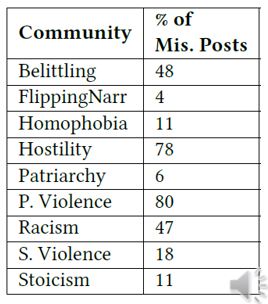 Community % of
Mis. Posts
Belittling 48
FlippingNarr 4
Homophobia 11
Hostility 78
Patriarchy 6
P. Violence 80
Racism 47
S. Violence 18
Stoicism 11